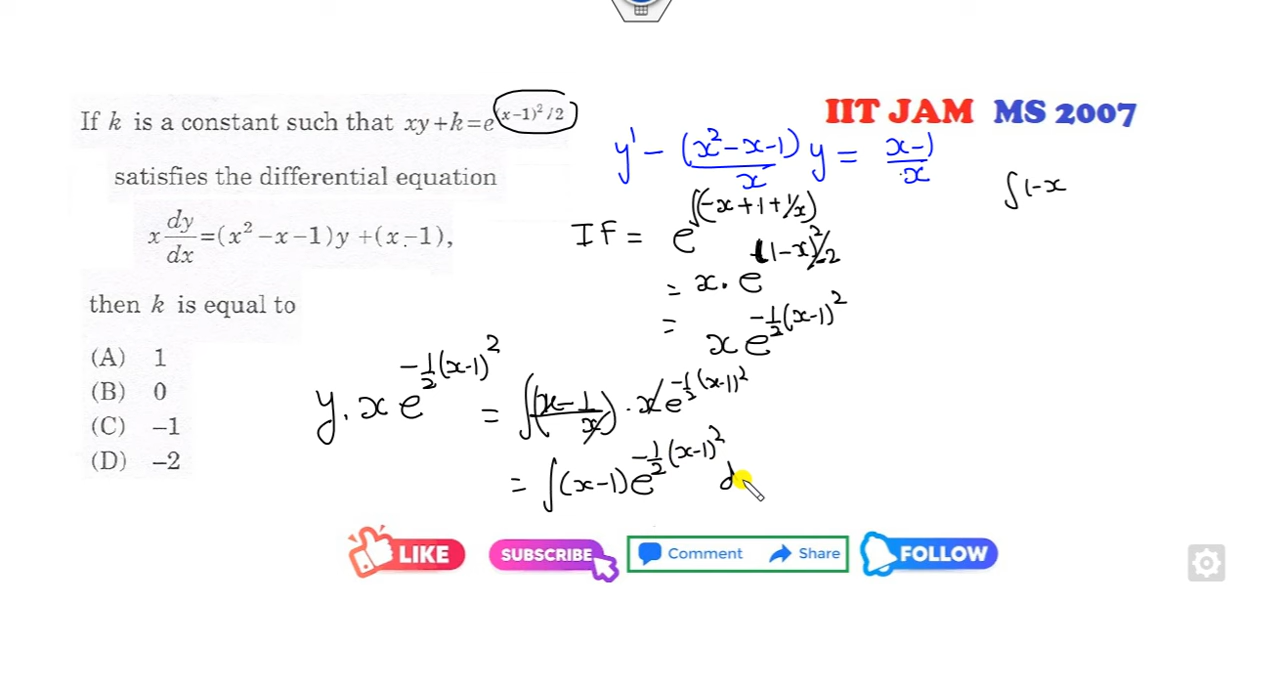 If k is a constant such that xy+k=e^{(x-1)²/2}
satisfies the differential equation
x dy/dx=(x²-x-1)y+(x-1),
then k is equal to
(A) 1
(B) 0
(C) -1
(D) -2
IIT JAM MS 2007
y' - (x²-x-1)/x y = x-1/x
∫1-x
IF = e^{∫(-x+1+1/x)}
= x. e^{(1-x)²/-2}
= x e^{-1/2(x-1)²}
y. x e^{-1/2(x-1)²} = ∫(x-1/x) . x e^{-1/2(x-1)²}
= ∫(x-1) e^{-1/2(x-1)²} d
LIKE
SUBSCRIBE
Comment
Share
FOLLOW